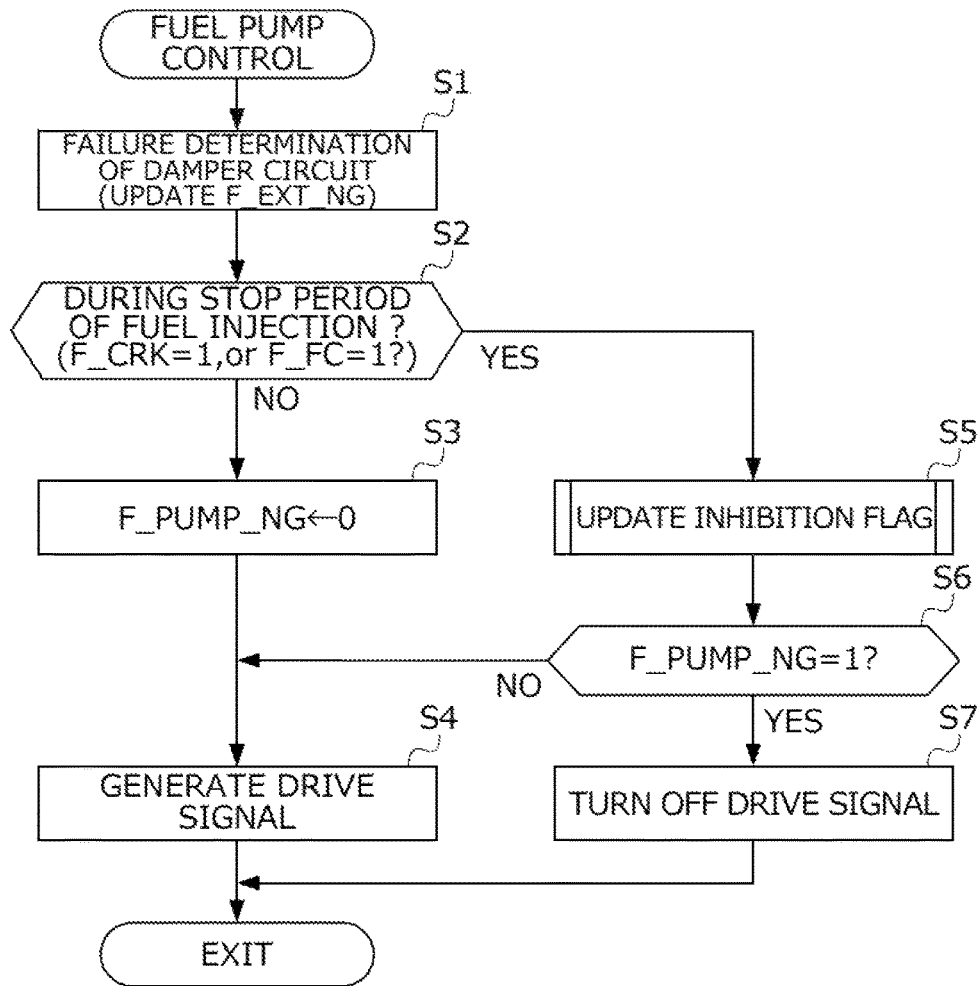 FUEL PUMP
CONTROL
S1
FAILURE DETERMINATION
OF DAMPER CIRCUIT
(UPDATE F_EXT_NG)
S2
DURING STOP PERIOD
OF FUEL INJECTION ?
(F_CRK=1,or F_FC=1?)
YES
NO
S3
F_PUMP_NG←0
S5
UPDATE INHIBITION FLAG
S6
F_PUMP_NG=1?
NO
YES
S4
GENERATE DRIVE
SIGNAL
S7
TURN OFF DRIVE SIGNAL
EXIT